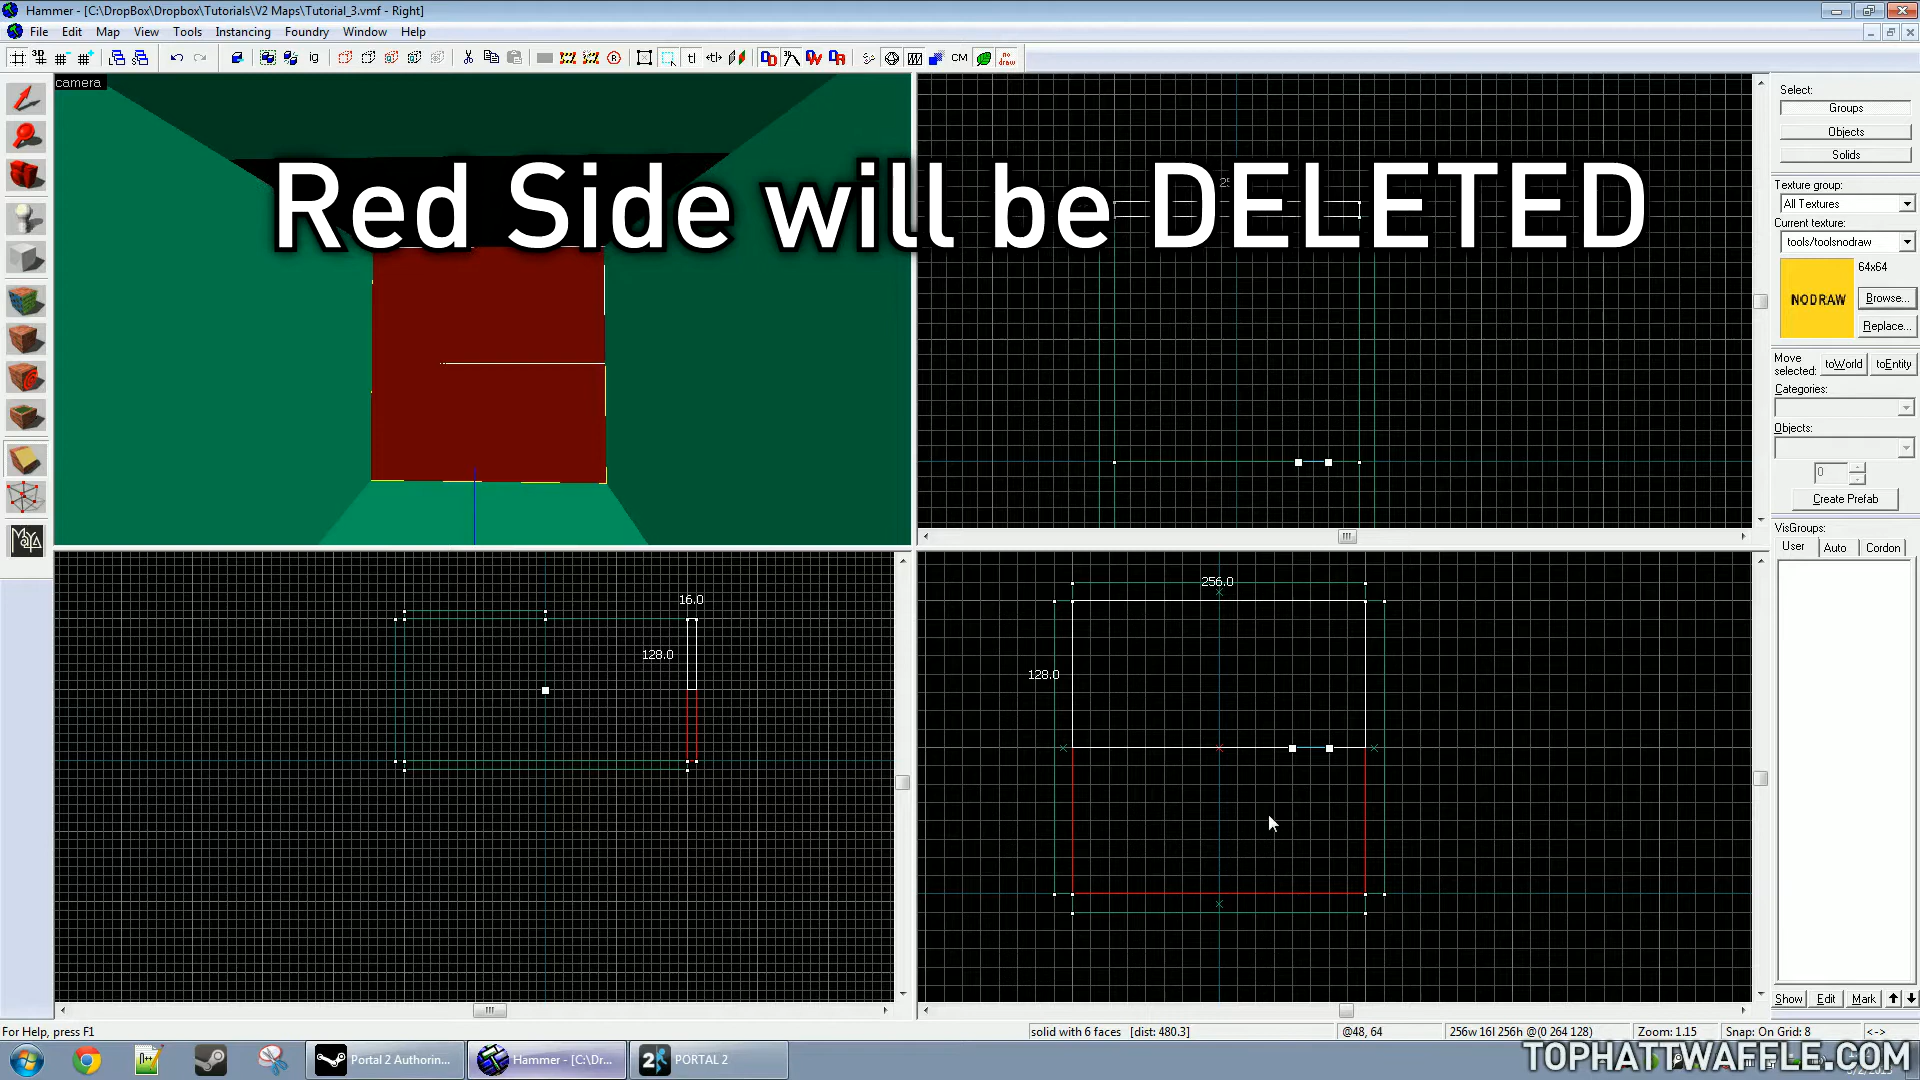 Hammer - [C:\DropBox\Dropbox\Tutorials\V2 Maps\Tutorial_3.vmf - Right]
File Edit Map View Tools Instancing Foundry Window Help
camera
Red Side will be DELETED
Select:
Groups
Objects
Solids
Texture group:
All Textures
Current texture:
tools/toolsnodraw
64x64
NODRAW
Browse...
Replace...
Move selected:
toWorld toEntity
Categories:
Objects:
0
Create Prefab
VisGroups:
User Auto Cordon
16.0
128.0
256.0
128.0
Show Edit Mark
For Help, press F1
solid with 6 faces [dist: 480.3]
@48, 64
256w 16l 256h @(0 264 128)
Zoom: 1.15
Snap: On Grid: 8
<->
Portal 2 Authorin...
Hammer - [C:\Dr...
PORTAL 2
TOPHATTWAFFLE.COM